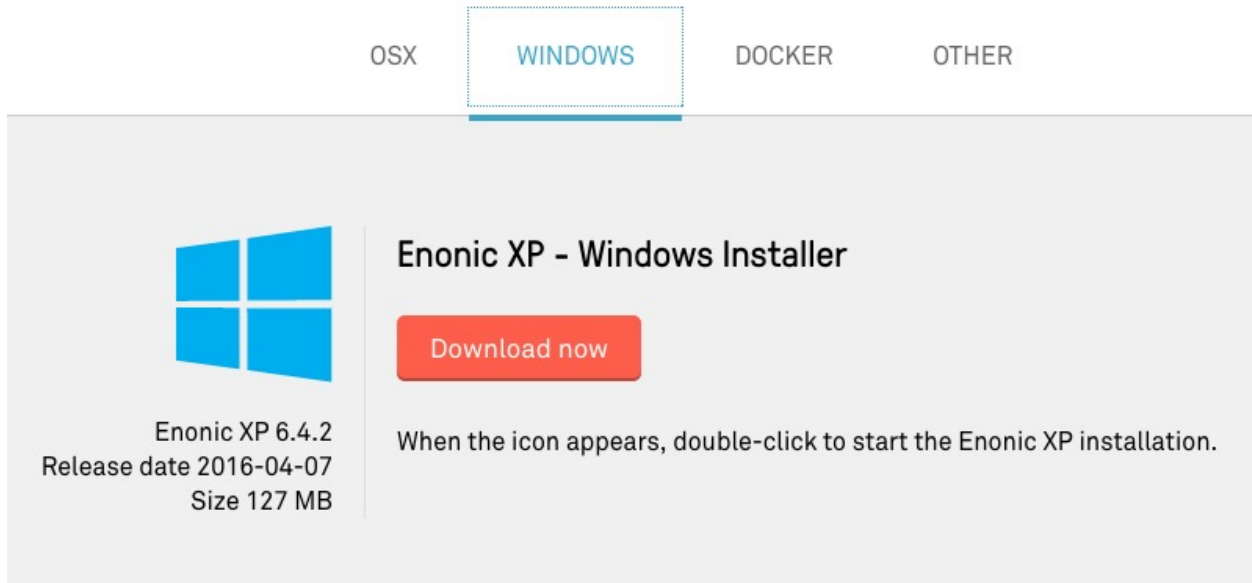 OSX WINDOWS DOCKER OTHER
Enonic XP - Windows Installer
Download now
When the icon appears, double-click to start the Enonic XP installation.
Enonic XP 6.4.2
Release date 2016-04-07
Size 127 MB